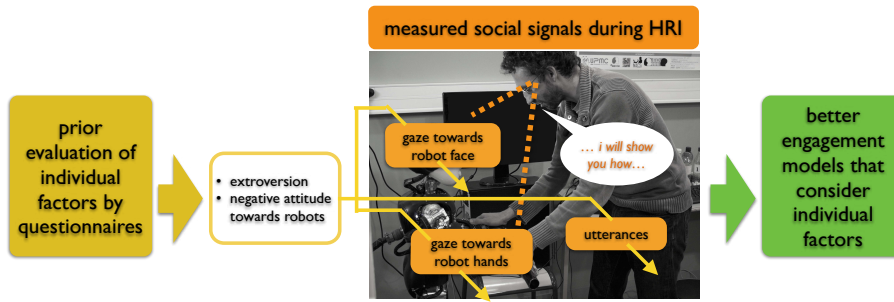 measured social signals during HRI
prior
evaluation of
individual
factors by
questionnaires
• extroversion
• negative attitude
towards robots
gaze towards
robot face
... i will show
you how...
gaze towards
robot hands
utterances
better
engagement
models that
consider
individual
factors